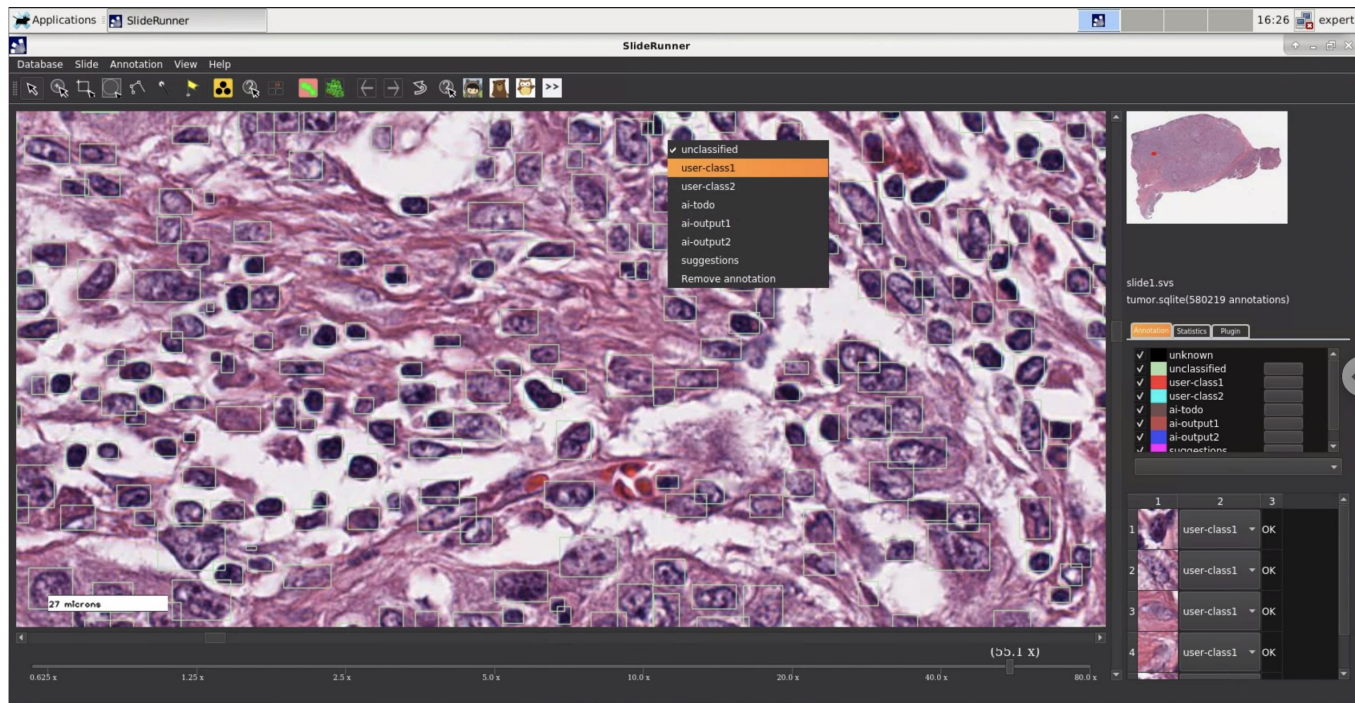 Applications SlideRunner 16:26 expert
SlideRunner
Database Slide Annotation View Help
>>
unclassified
user-class1
user-class2
ai-todo
ai-output1
ai-output2
suggestions
Remove annotation
27 microns
(55.1 X)
0.625 x 1.25 x 2.5 x 5.0 x 10.0 x 20.0 x 40.0 x 80.0 x
slide1.svs
tumor.sqlite(580219 annotations)
Annotation Statistics Plugin
unknown
unclassified
user-class1
user-class2
ai-todo
ai-output1
ai-output2
suggestions
1 2 3
1 user-class1 OK
2 user-class1 OK
3 user-class1 OK
4 user-class1 OK